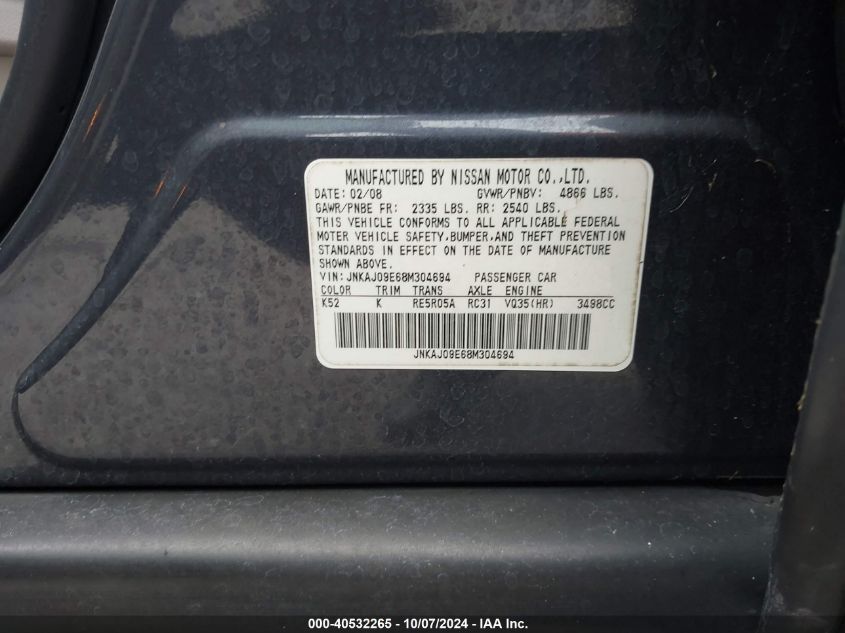 MANUFACTURED BY NISSAN MOTOR CO.,LTD.
DATE: 02/08 GVWR/PNBV: 4866 LBS.
GAWR/PNBE FR: 2335 LBS. RR: 2540 LBS.
THIS VEHICLE CONFORMS TO ALL APPLICABLE FEDERAL
MOTER VEHICLE SAFETY,BUMPER,AND THEFT PREVENTION
STANDARDS IN EFFECT ON THE DATE OF MANUFACTURE
SHOWN ABOVE.
VIN: JNKAJ09E68M304694 PASSENGER CAR
COLOR TRIM TRANS AXLE ENGINE
K52 K RE5R05A RC31 VQ35(HR) 3498CC
JNKAJ09E68M304694
000-40532265 - 10/07/2024 - IAA Inc.